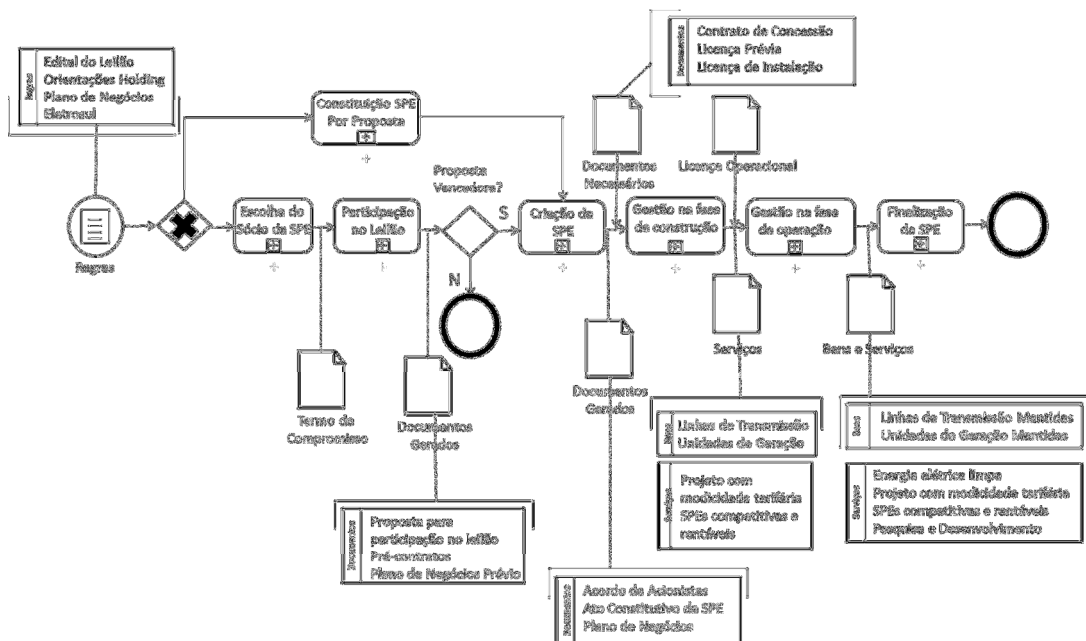 Contrato de Concessão
Licença Prévia
Licença de Instalação
Documentos
Edital do Leilão
Orientações Holding
Plano de Negócios
Eletrosul
Regras
Constituição SPE
Por Proposta
Documentos
Necessários
Licença Operacional
Proposta
Vencedora?
Regras
Escolha do
Sócio da SPE
Participação
no Leilão
S
N
Criação da
SPE
Gestão na fase
de construção
Gestão na fase
de operação
Finalização
da SPE
Termo de
Compromisso
Documentos
Gerados
Documentos
Gerados
Serviços
Bens e Serviços
Bens
Linhas de Transmissão
Unidades de Geração
Bens
Linhas de Transmissão Mantidas
Unidades de Geração Mantidas
Serviços
Projeto com
modicidade tarifária
SPEs competitivas e
rentáveis
Serviços
Energia elétrica limpa
Projeto com modicidade tarifária
SPEs competitivas e rentáveis
Pesquisa e Desenvolvimento
Documentos
Proposta para
participação no leilão
Pré-contratos
Plano de Negócios Prévio
Documentos
Acordo de Acionistas
Ato Constitutivo da SPE
Plano de Negócios